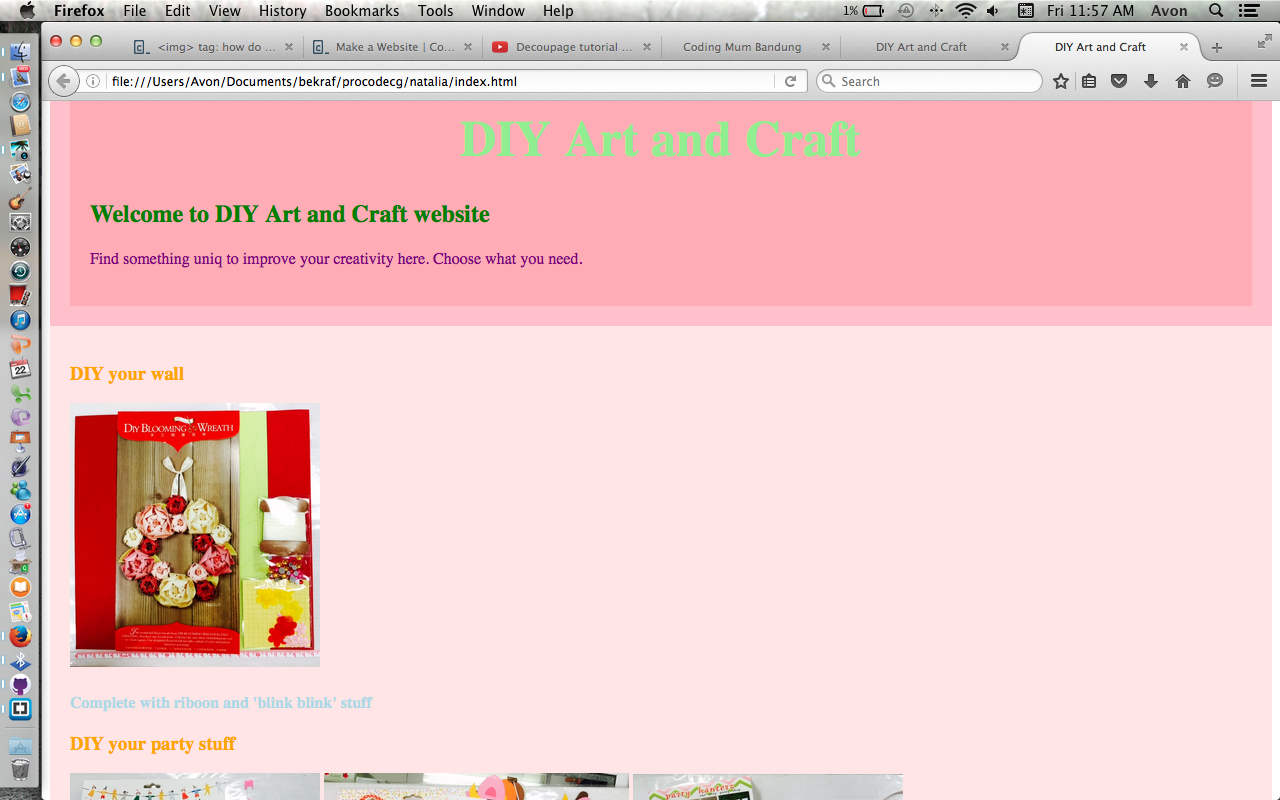 Firefox File Edit View History Bookmarks Tools Window Help 1% Fri 11:57 AM Avon
<img> tag: how do ... Make a Website | Co... Decoupage tutorial ... Coding Mum Bandung DIY Art and Craft DIY Art and Craft
file:///Users/Avon/Documents/bekraf/procodecg/natalia/index.html Search
DIY Art and Craft
Welcome to DIY Art and Craft website
Find something uniq to improve your creativity here. Choose what you need.
DIY your wall
DIY BLOOMING WREATH
Complete with riboon and 'blink blink' stuff
DIY your party stuff
party banters
22